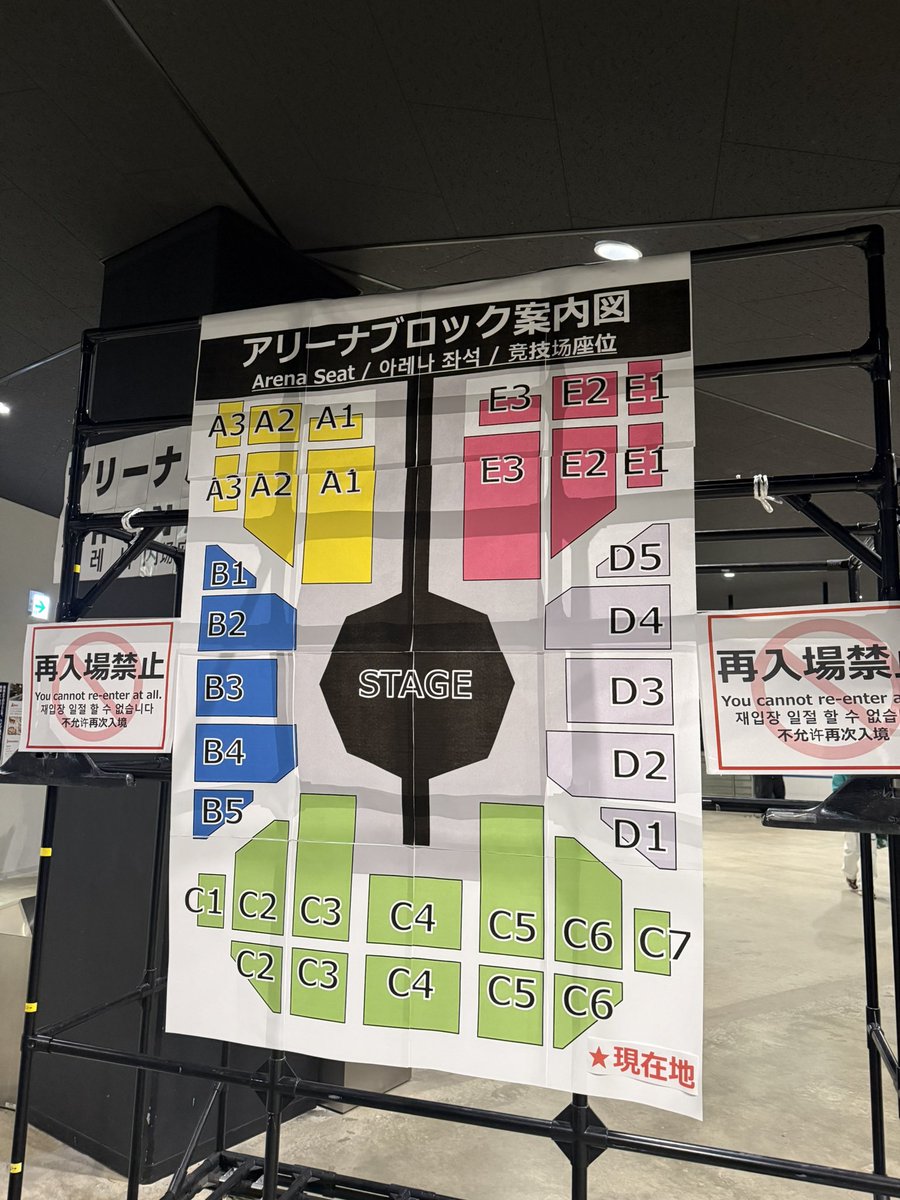 アリーナブロック案内図
Arena Seat / 아레나 좌석 / 竞技场座位
A3 A2 A1 E3 E2 E1
A3 A2 A1 E3 E2 E1
B1 D5
B2 D4
STAGE
B3 D3
B4 D2
B5 D1
C1 C2 C3 C4 C5 C6 C7
C2 C3 C4 C5 C6
★現在地
アリーナ
再入場禁止
You cannot re-enter at all.
재입장 일절 할 수 없습니다
不允许再次入境
再入場禁止
You cannot re-enter a
재입장 일절 할 수 없습
不允许再次入境